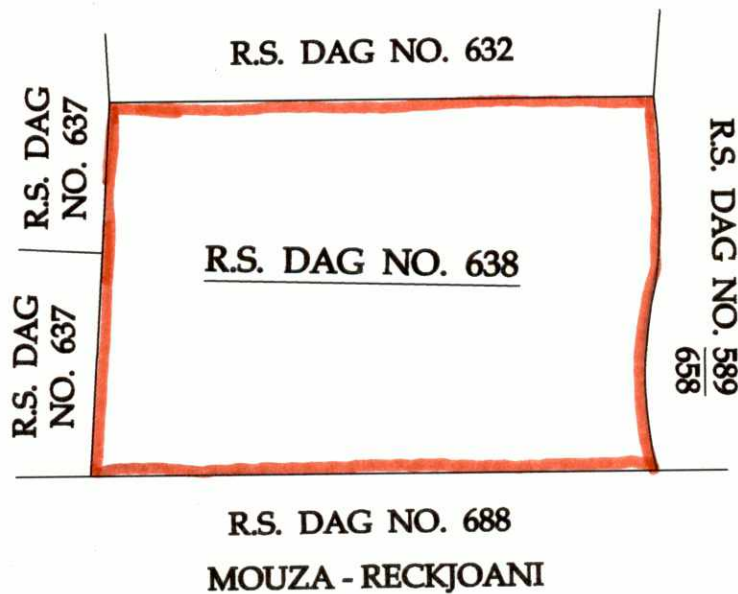 R.S. DAG NO. 632
R.S. DAG
NO. 637
R.S. DAG NO. 638
R.S. DAG NO. 589
658
R.S. DAG
NO. 637
R.S. DAG NO. 688
MOUZA - RECKJOANI